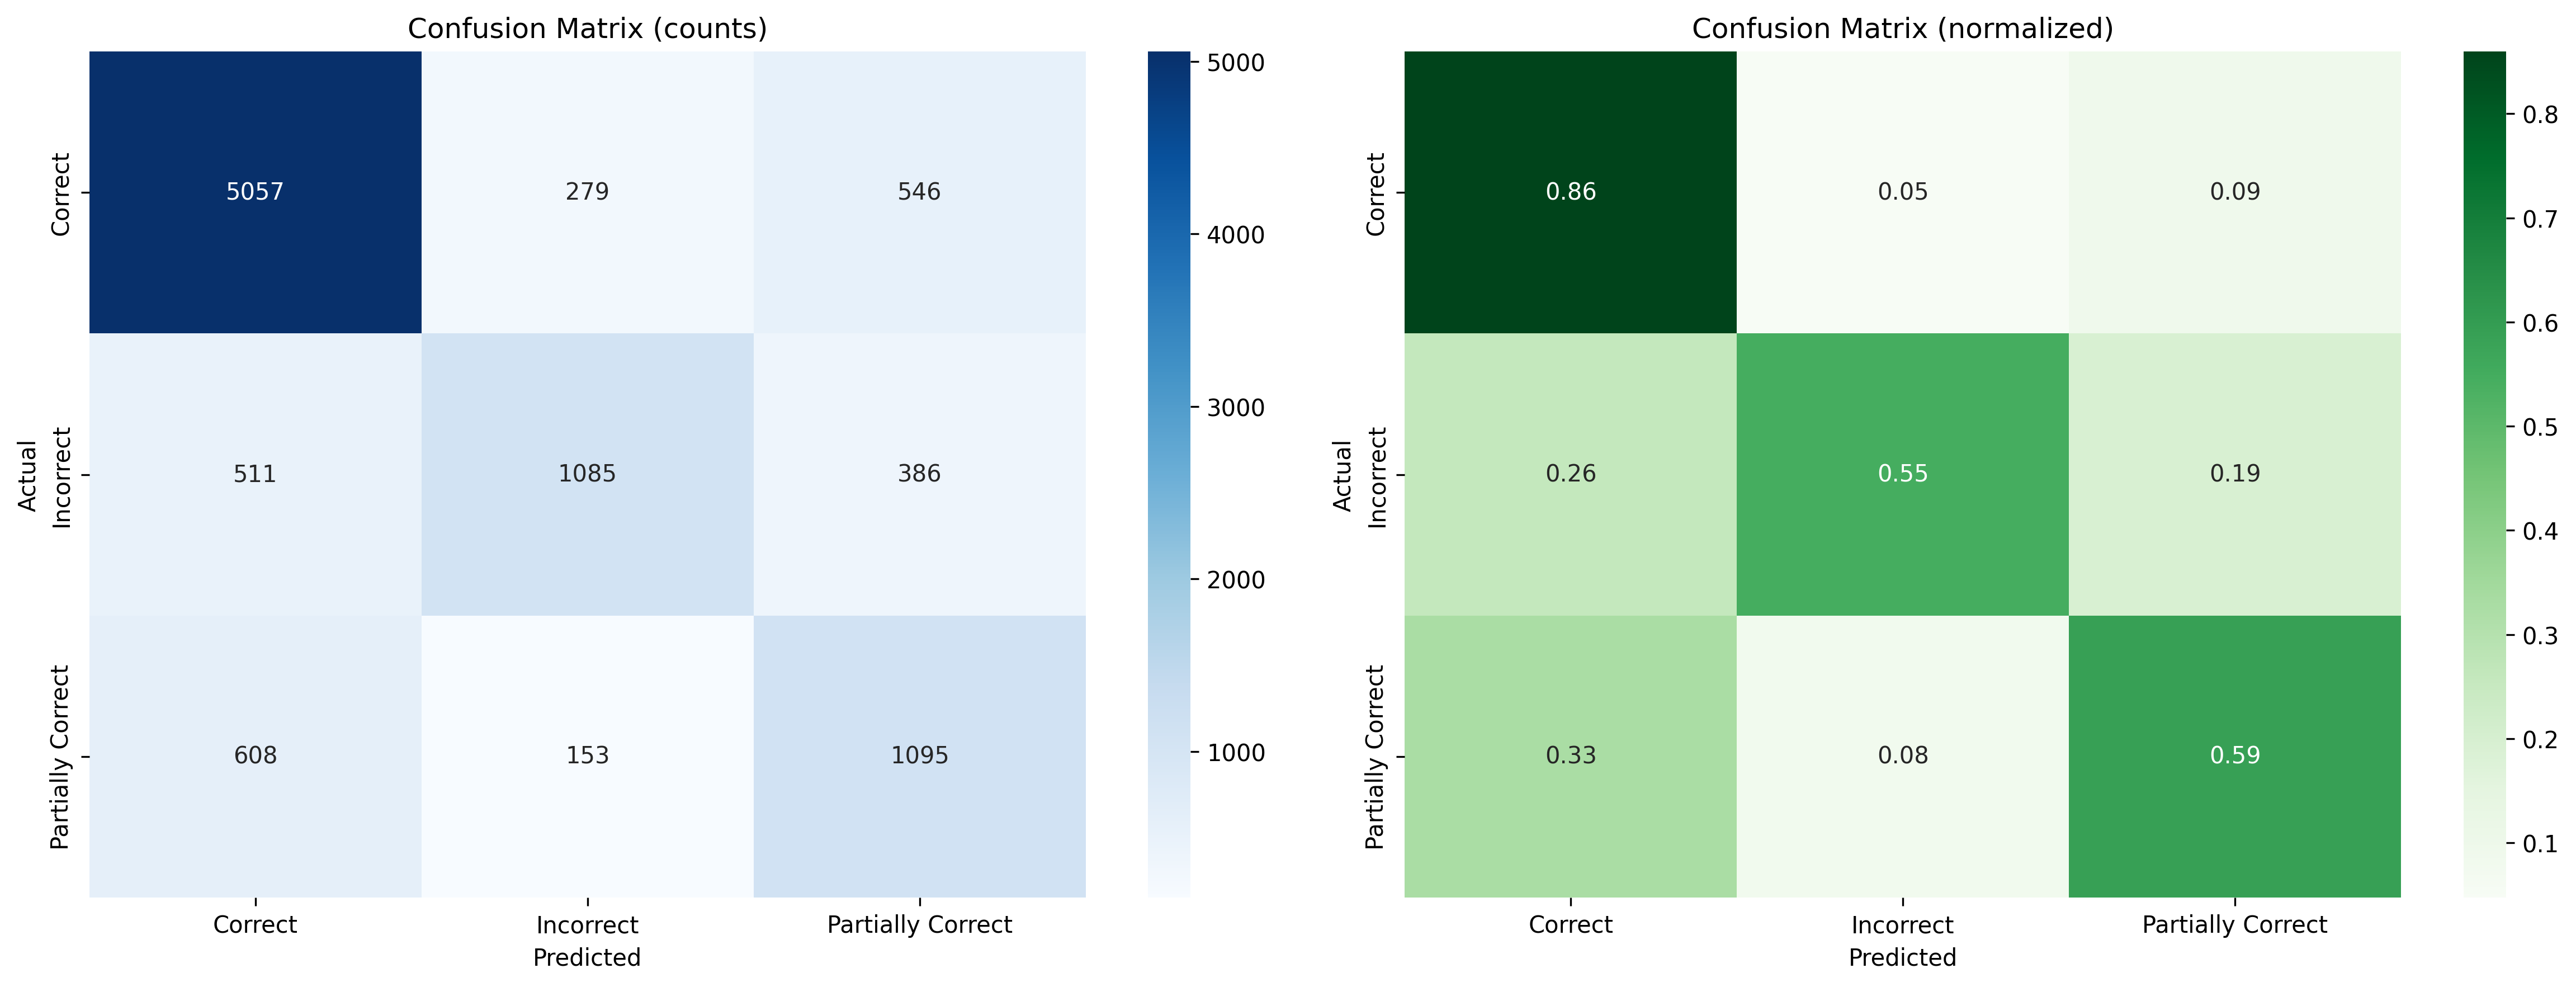 Confusion Matrix (counts)
Actual
Correct
Incorrect
Partially Correct
5057 279 546
511 1085 386
608 153 1095
Correct Incorrect Partially Correct
Predicted
5000
4000
3000
2000
1000
Confusion Matrix (normalized)
Actual
Correct
Incorrect
Partially Correct
0.86 0.05 0.09
0.26 0.55 0.19
0.33 0.08 0.59
Correct Incorrect Partially Correct
Predicted
0.8
0.7
0.6
0.5
0.4
0.3
0.2
0.1